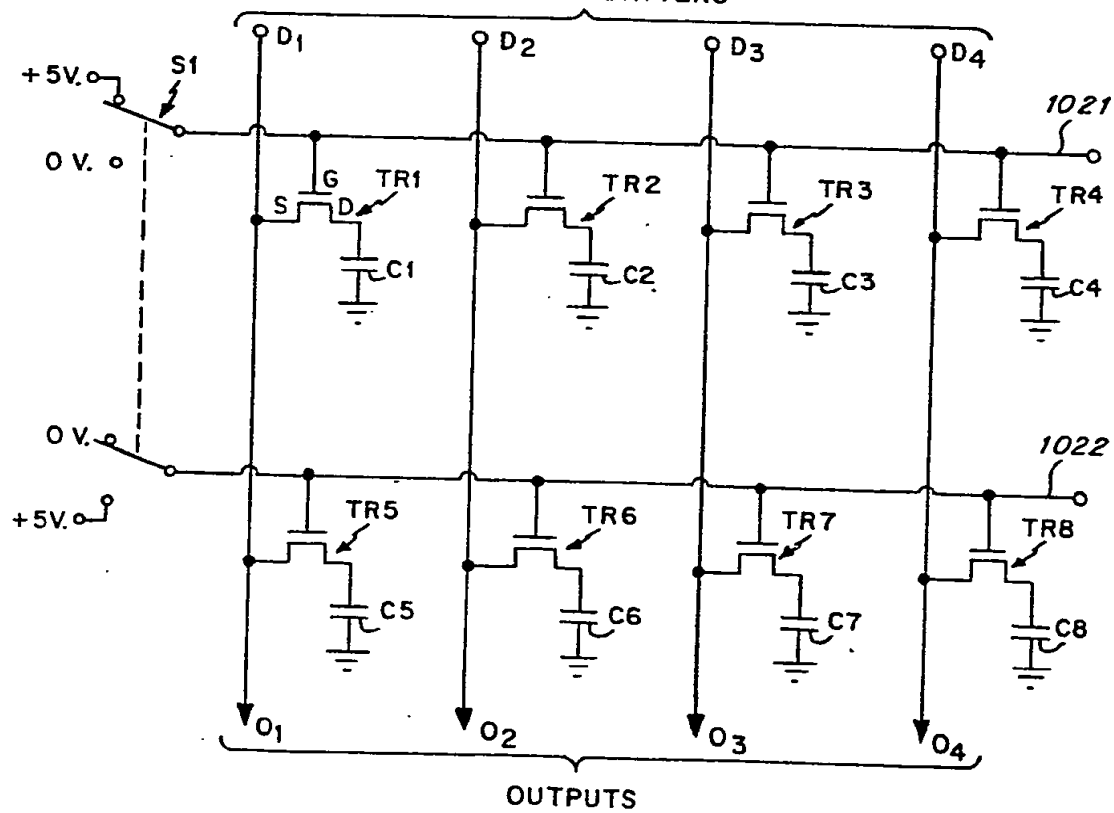 D1 D2 D3 D4
+5V. S1
1021
0 V.
G
S D TR1 TR2 TR3 TR4
C1 C2 C3 C4
0 V.
1022
+5V.
TR5 TR6 TR7 TR8
C5 C6 C7 C8
O1 O2 O3 O4
OUTPUTS